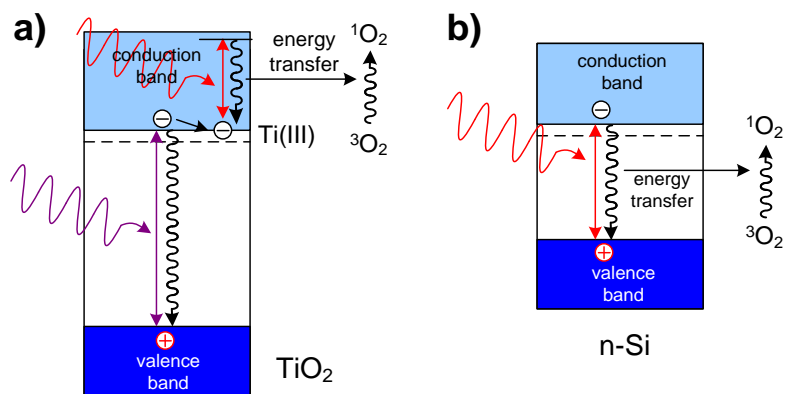 a)
conduction
band
energy
transfer
¹O₂
−
−
Ti(III)
³O₂
+
valence
band
TiO₂
b)
conduction
band
−
¹O₂
energy
transfer
³O₂
+
valence
band
n-Si